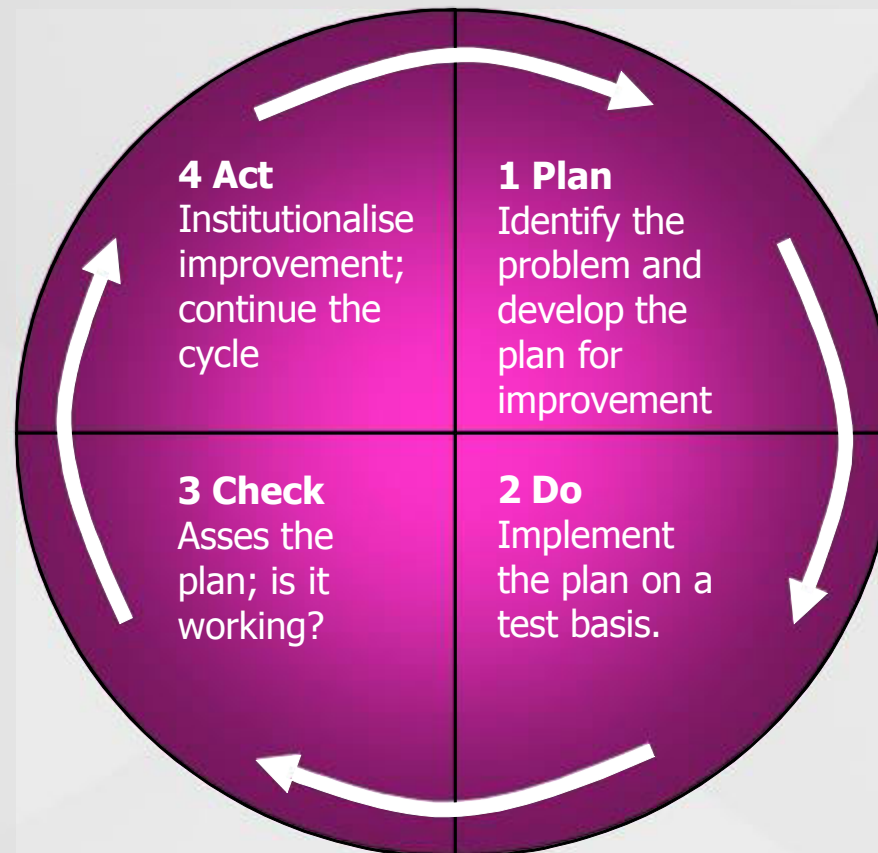 4 Act
Institutionalise
improvement;
continue the
cycle
1 Plan
Identify the
problem and
develop the
plan for
improvement
3 Check
Asses the
plan; is it
working?
2 Do
Implement
the plan on a
test basis.